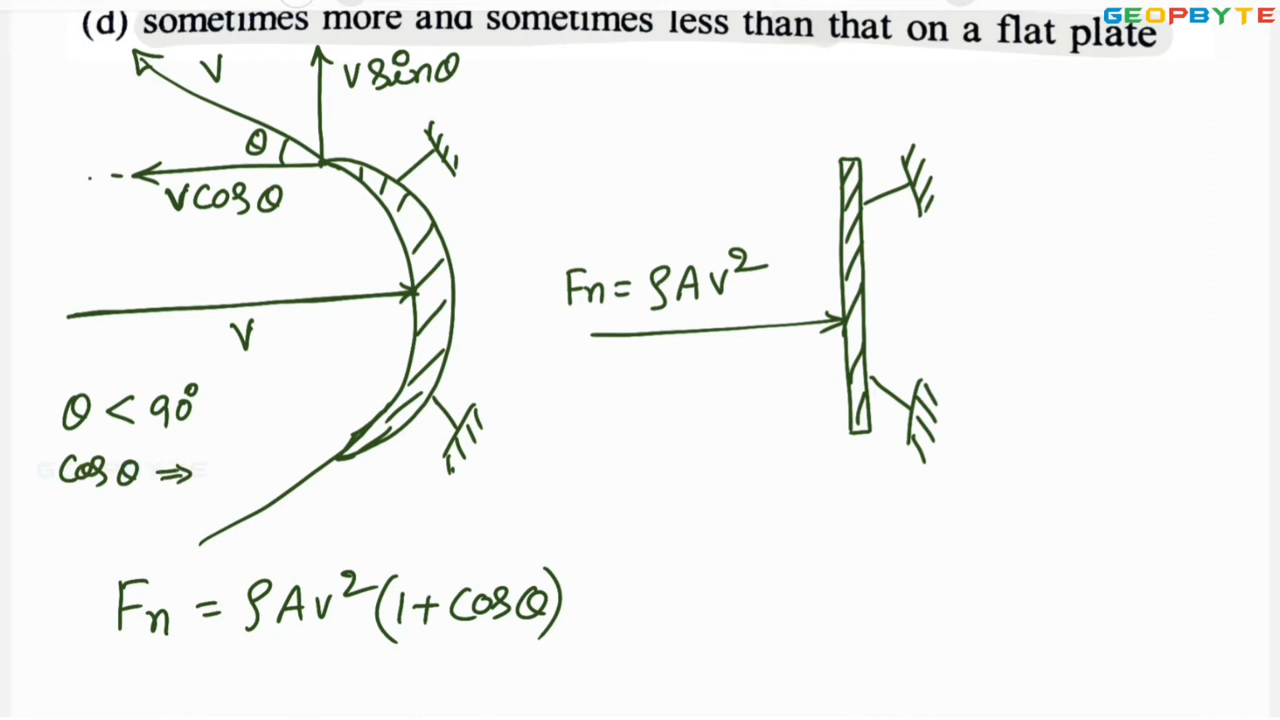 (d) sometimes more and sometimes less than that on a flat plate
GEOPBYTE
V
V sinθ
θ
V cosθ
Fn = ρAV²
V
θ < 90°
cosθ ⇒
Fn = ρAV²(1+cosθ)